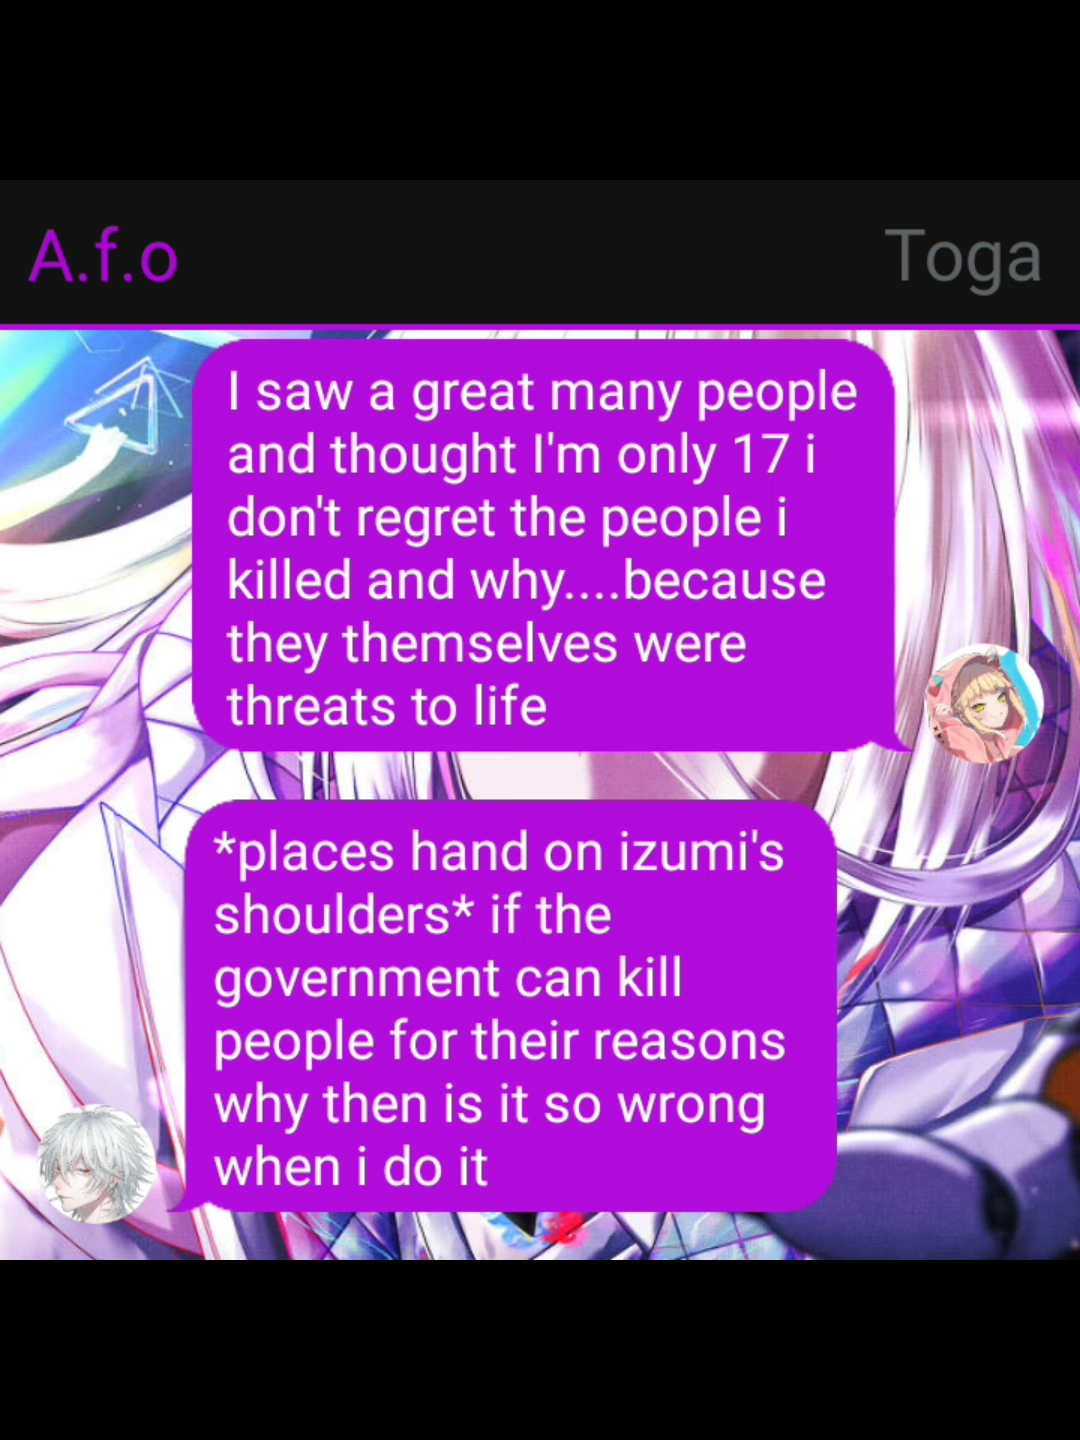 A.f.o
Toga
I saw a great many people
and thought I'm only 17 i
don't regret the people i
killed and why....because
they themselves were
threats to life
*places hand on izumi's
shoulders* if the
government can kill
people for their reasons
why then is it so wrong
when i do it